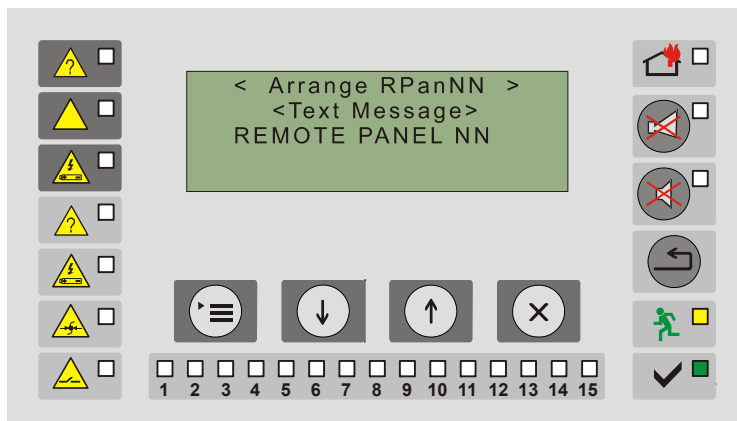 ?
< Arrange RPanNN >
<Text Message>
REMOTE PANEL NN
?
1 2 3 4 5 6 7 8 9 10 11 12 13 14 15